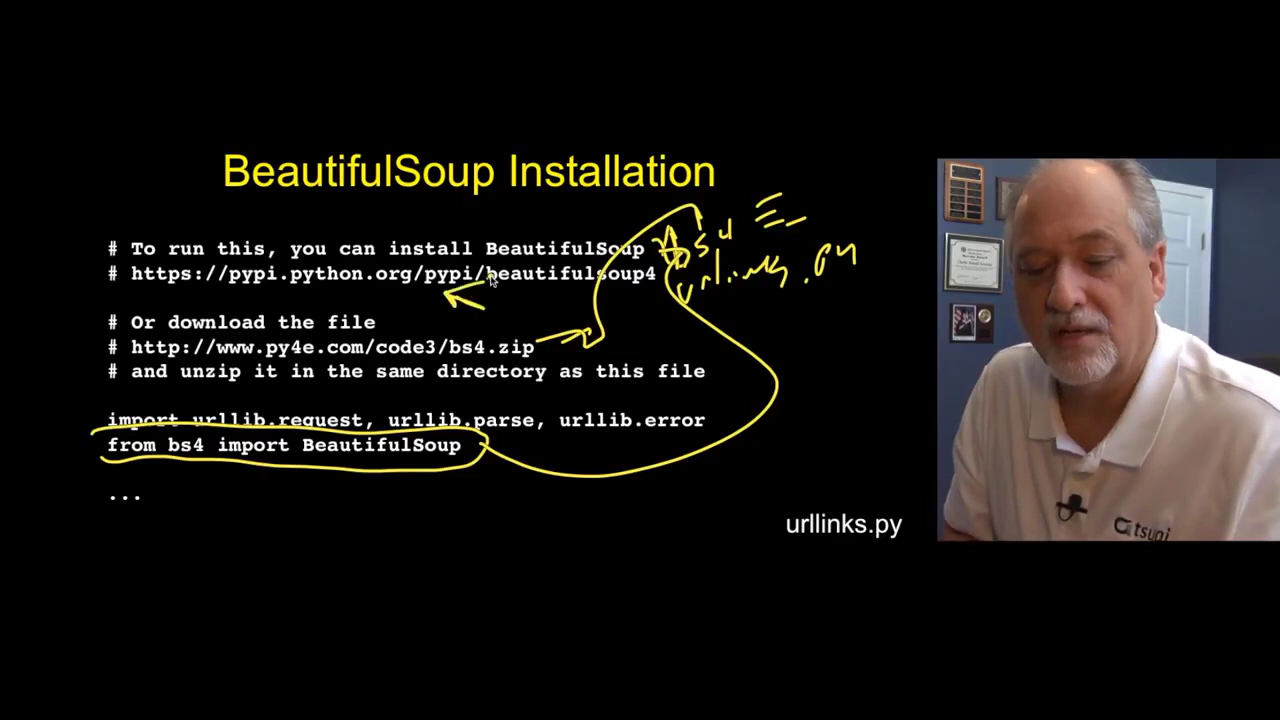 BeautifulSoup Installation
# To run this, you can install BeautifulSoup
# https://pypi.python.org/pypi/beautifulsoup4
bs4
urlinks.py
# Or download the file
# http://www.py4e.com/code3/bs4.zip
# and unzip it in the same directory as this file
import urllib.request, urllib.parse, urllib.error
from bs4 import BeautifulSoup
...
urllinks.py
tsugi